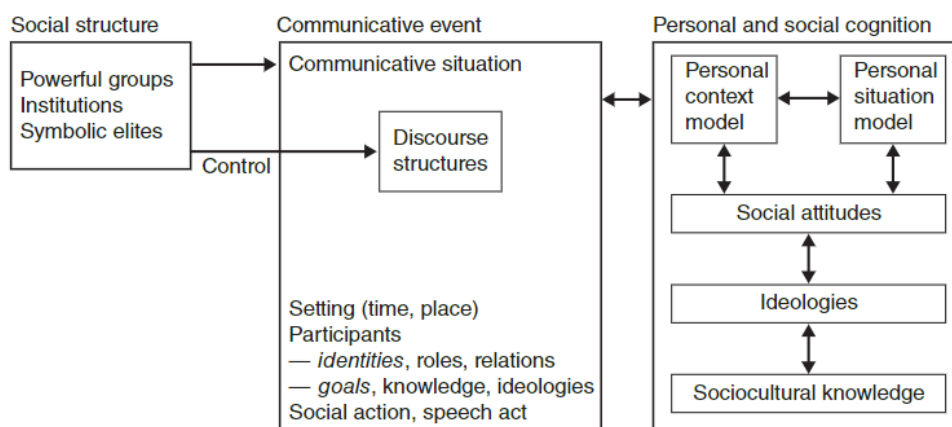 Social structure
Powerful groups
Institutions
Symbolic elites
Control
Communicative event
Communicative situation
Discourse
structures
Setting (time, place)
Participants
— identities, roles, relations
— goals, knowledge, ideologies
Social action, speech act
Personal and social cognition
Personal
context
model
Personal
situation
model
Social attitudes
Ideologies
Sociocultural knowledge